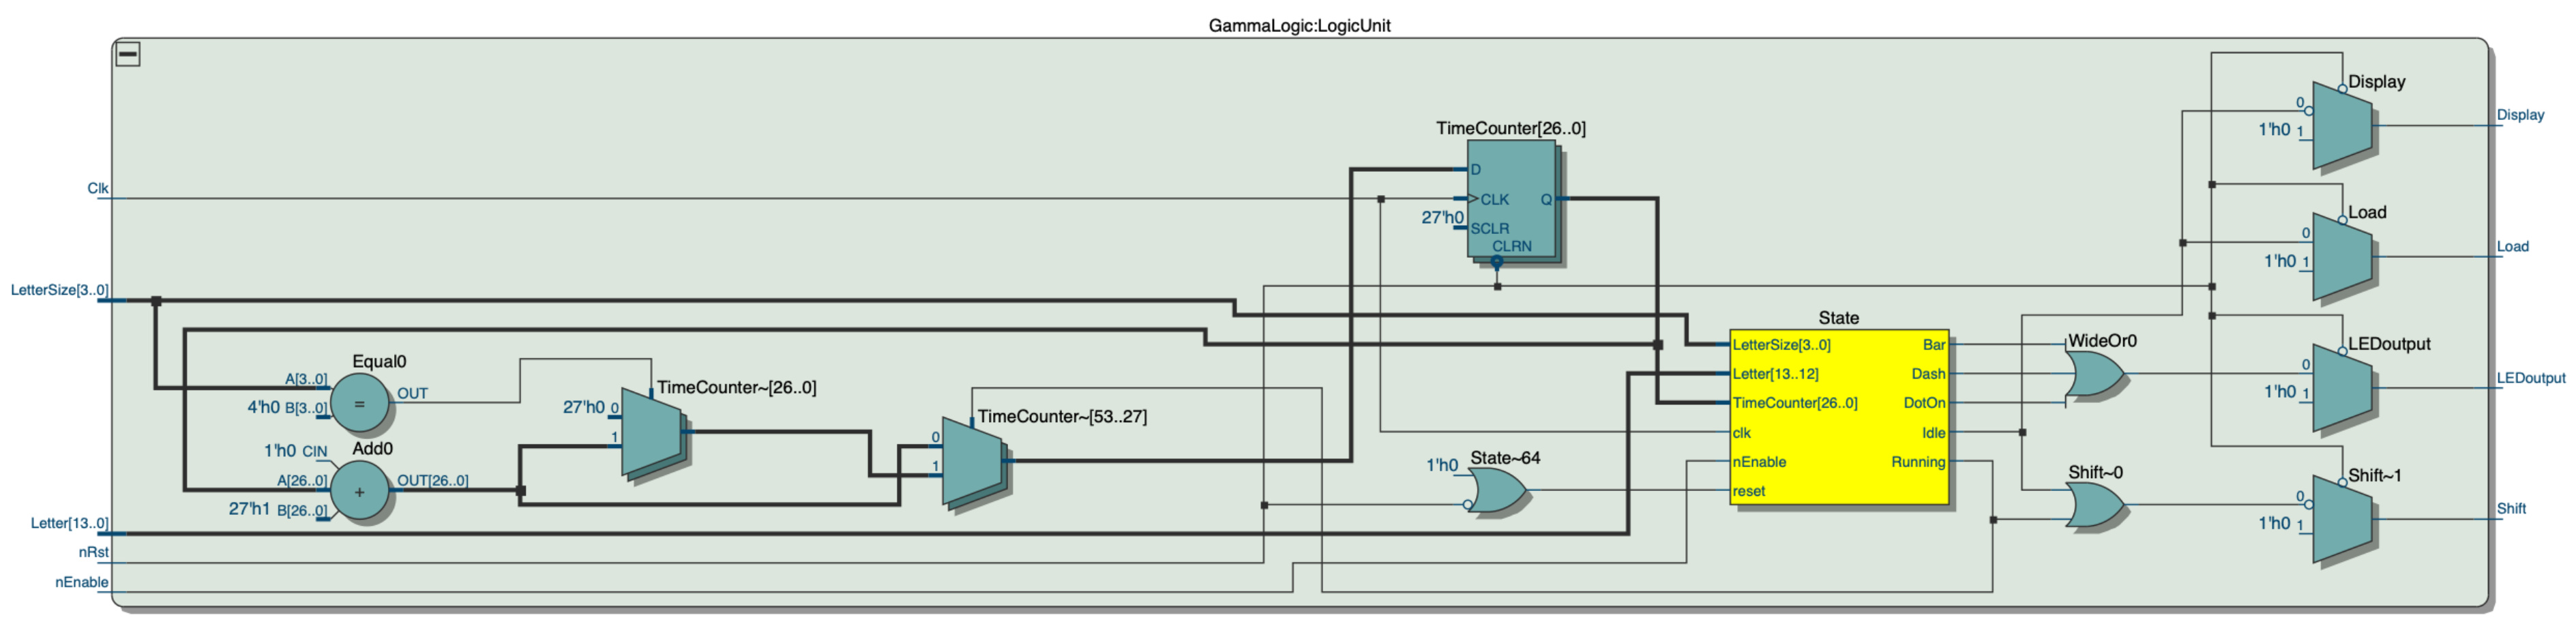 GammaLogic:LogicUnit
Display
0
1'h0 1
Display
TimeCounter[26..0]
D
Clk
CLK
Q
27'h0
SCLR
CLRN
Load
0
1'h0 1
Load
LetterSize[3..0]
State
LetterSize[3..0]
Letter[13..12]
TimeCounter[26..0]
clk
nEnable
reset
Bar
Dash
DotOn
Idle
Running
WideOr0
LEDoutput
0
1'h0 1
LEDoutput
Equal0
A[3..0]
4'h0 B[3..0]
=
OUT
TimeCounter~[26..0]
27'h0 0
1
TimeCounter~[53..27]
0
1
Add0
1'h0 CIN
A[26..0]
27'h1 B[26..0]
+
OUT[26..0]
State~64
1'h0
Shift~0
Shift~1
0
1'h0 1
Shift
Letter[13..0]
nRst
nEnable